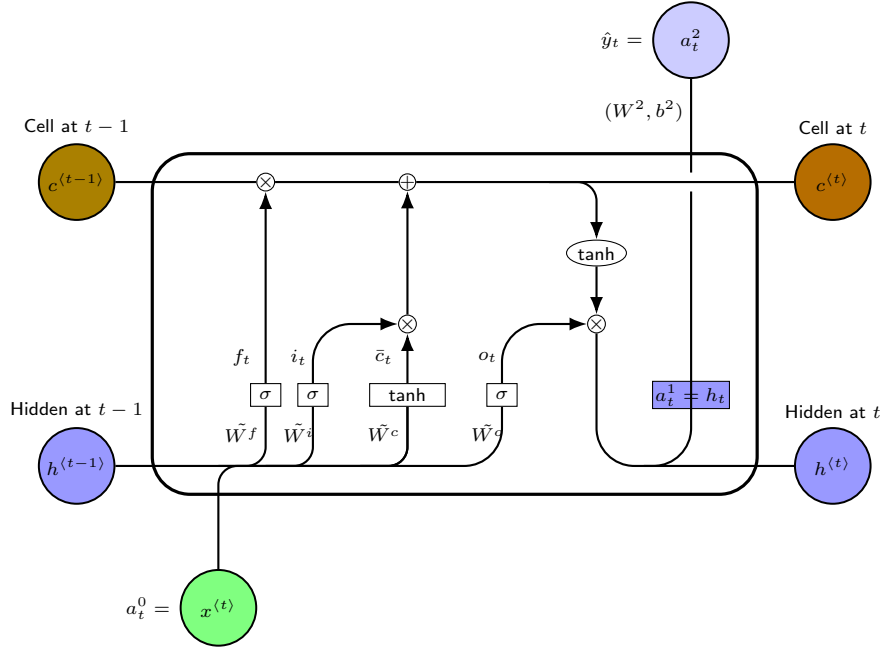 ŷ_t = a_t^2
(W^2, b^2)
Cell at t − 1
Cell at t
c^⟨t−1⟩
× +
c^⟨t⟩
tanh
× ×
f_t i_t c̄_t o_t
σ σ tanh σ a_t^1 = h_t
Hidden at t − 1
Hidden at t
W̃^f W̃^i W̃^c W̃^o
h^⟨t−1⟩
h^⟨t⟩
a_t^0 = x^⟨t⟩